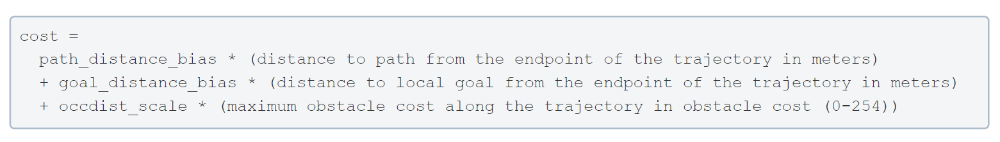 cost =
path_distance_bias * (distance to path from the endpoint of the trajectory in meters)
+ goal_distance_bias * (distance to local goal from the endpoint of the trajectory in meters)
+ occdist_scale * (maximum obstacle cost along the trajectory in obstacle cost (0-254))